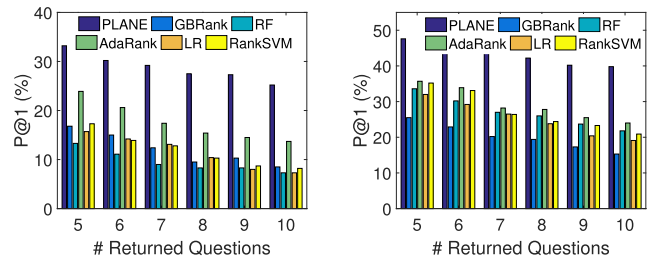 PLANE GBRank RF
AdaRank LR RankSVM
P@1 (%)
40
30
20
10
0
5 6 7 8 9 10
# Returned Questions
PLANE GBRank RF
AdaRank LR RankSVM
P@1 (%)
50
40
30
20
10
0
5 6 7 8 9 10
# Returned Questions